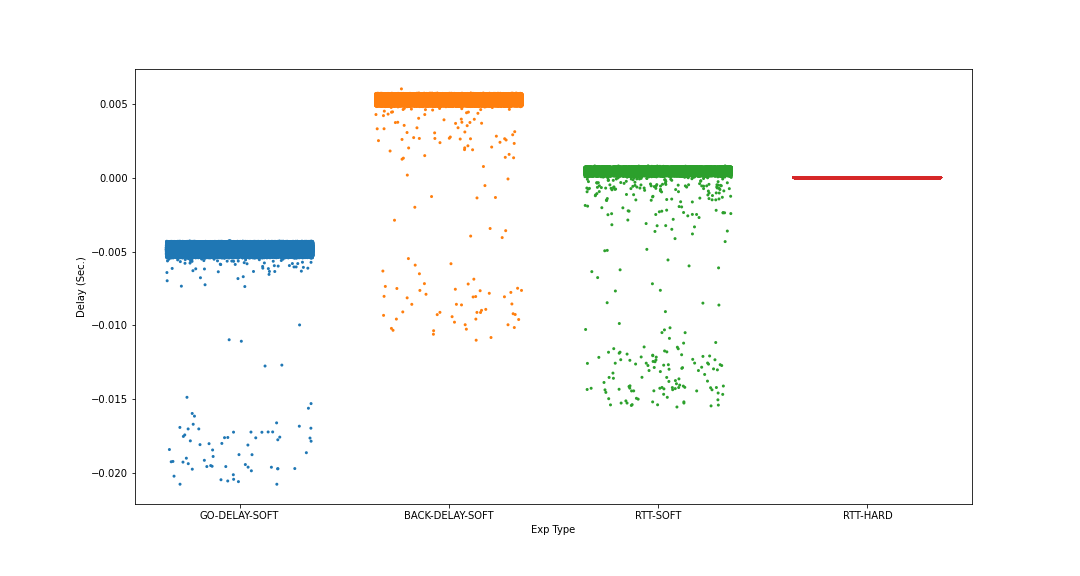 Delay (Sec.)
0.005
0.000
−0.005
−0.010
−0.015
−0.020
GO-DELAY-SOFT BACK-DELAY-SOFT RTT-SOFT RTT-HARD
Exp Type